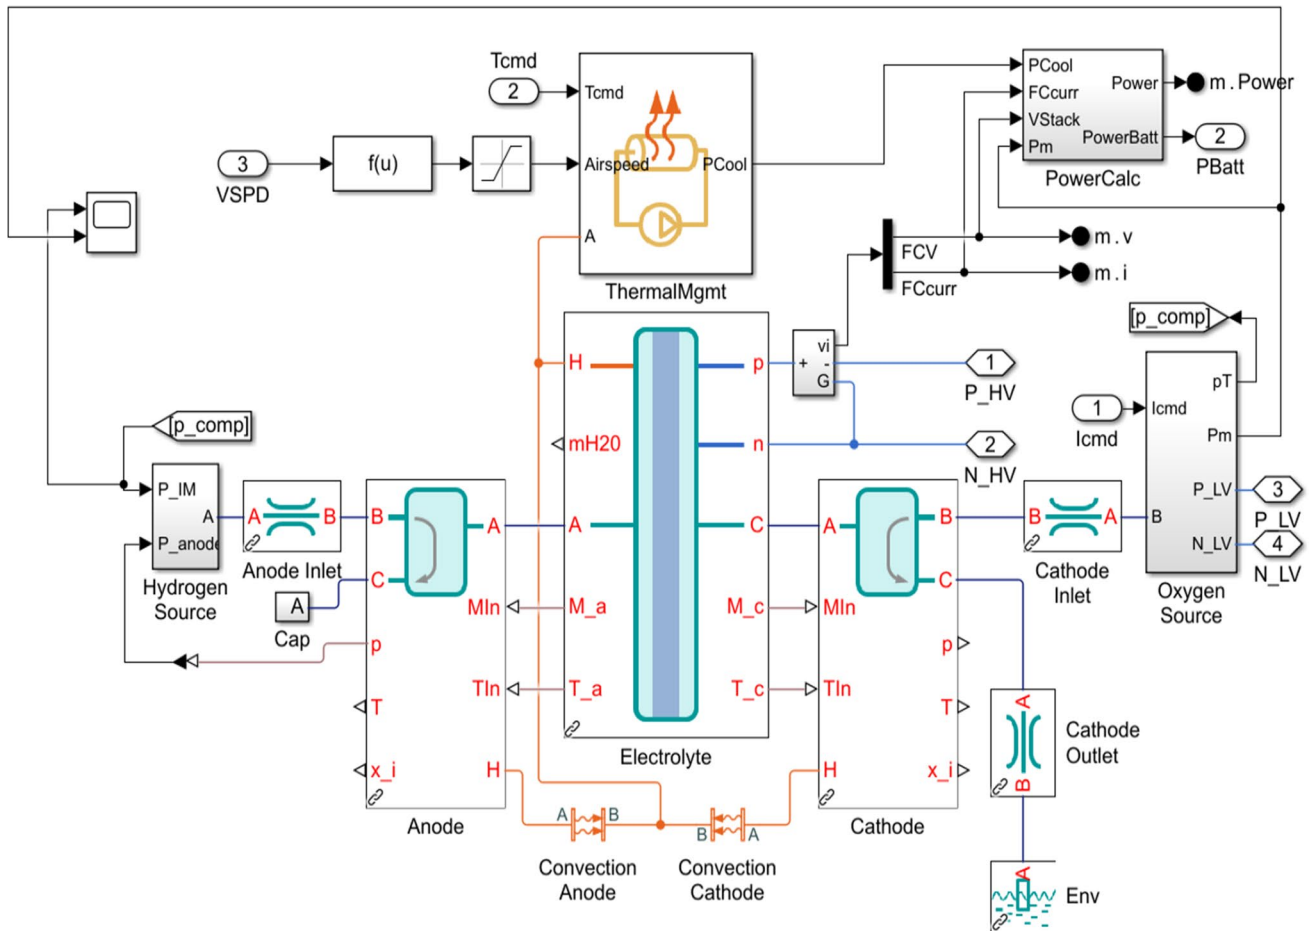 Tcmd
2
Tcmd
3
VSPD
f(u)
Airspeed
PCool
A
ThermalMgmt
PCool
FCcurr
VStack
Pm
Power
PowerBatt
PowerCalc
m.Power
2
PBatt
FCV
FCcurr
m.v
m.i
[p_comp]
H
mH20
A
M_a
T_a
p
n
C
M_c
T_c
Electrolyte
+
vi
-
G
1
P_HV
2
N_HV
1
Icmd
Icmd
pT
Pm
P_LV
N_LV
B
Oxygen
Source
3
P_LV
4
N_LV
[p_comp]
P_IM
A
P_anode
Hydrogen
Source
A
B
Anode Inlet
A
Cap
B
C
p
T
x_i
A
MIn
TIn
H
Anode
A
MIn
TIn
H
B
C
p
T
x_i
Cathode
B
A
Cathode
Inlet
A
B
Cathode
Outlet
A
Env
A
B
Convection
Anode
B
A
Convection
Cathode